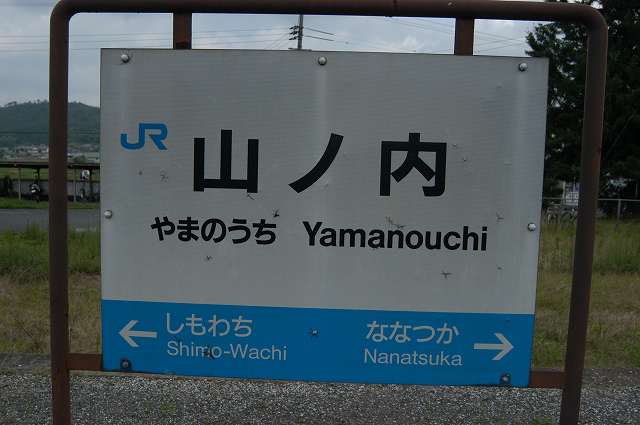 JR
山ノ内
やまのうち Yamanouchi
← しもわち
Shimo-Wachi
ななつか →
Nanatsuka